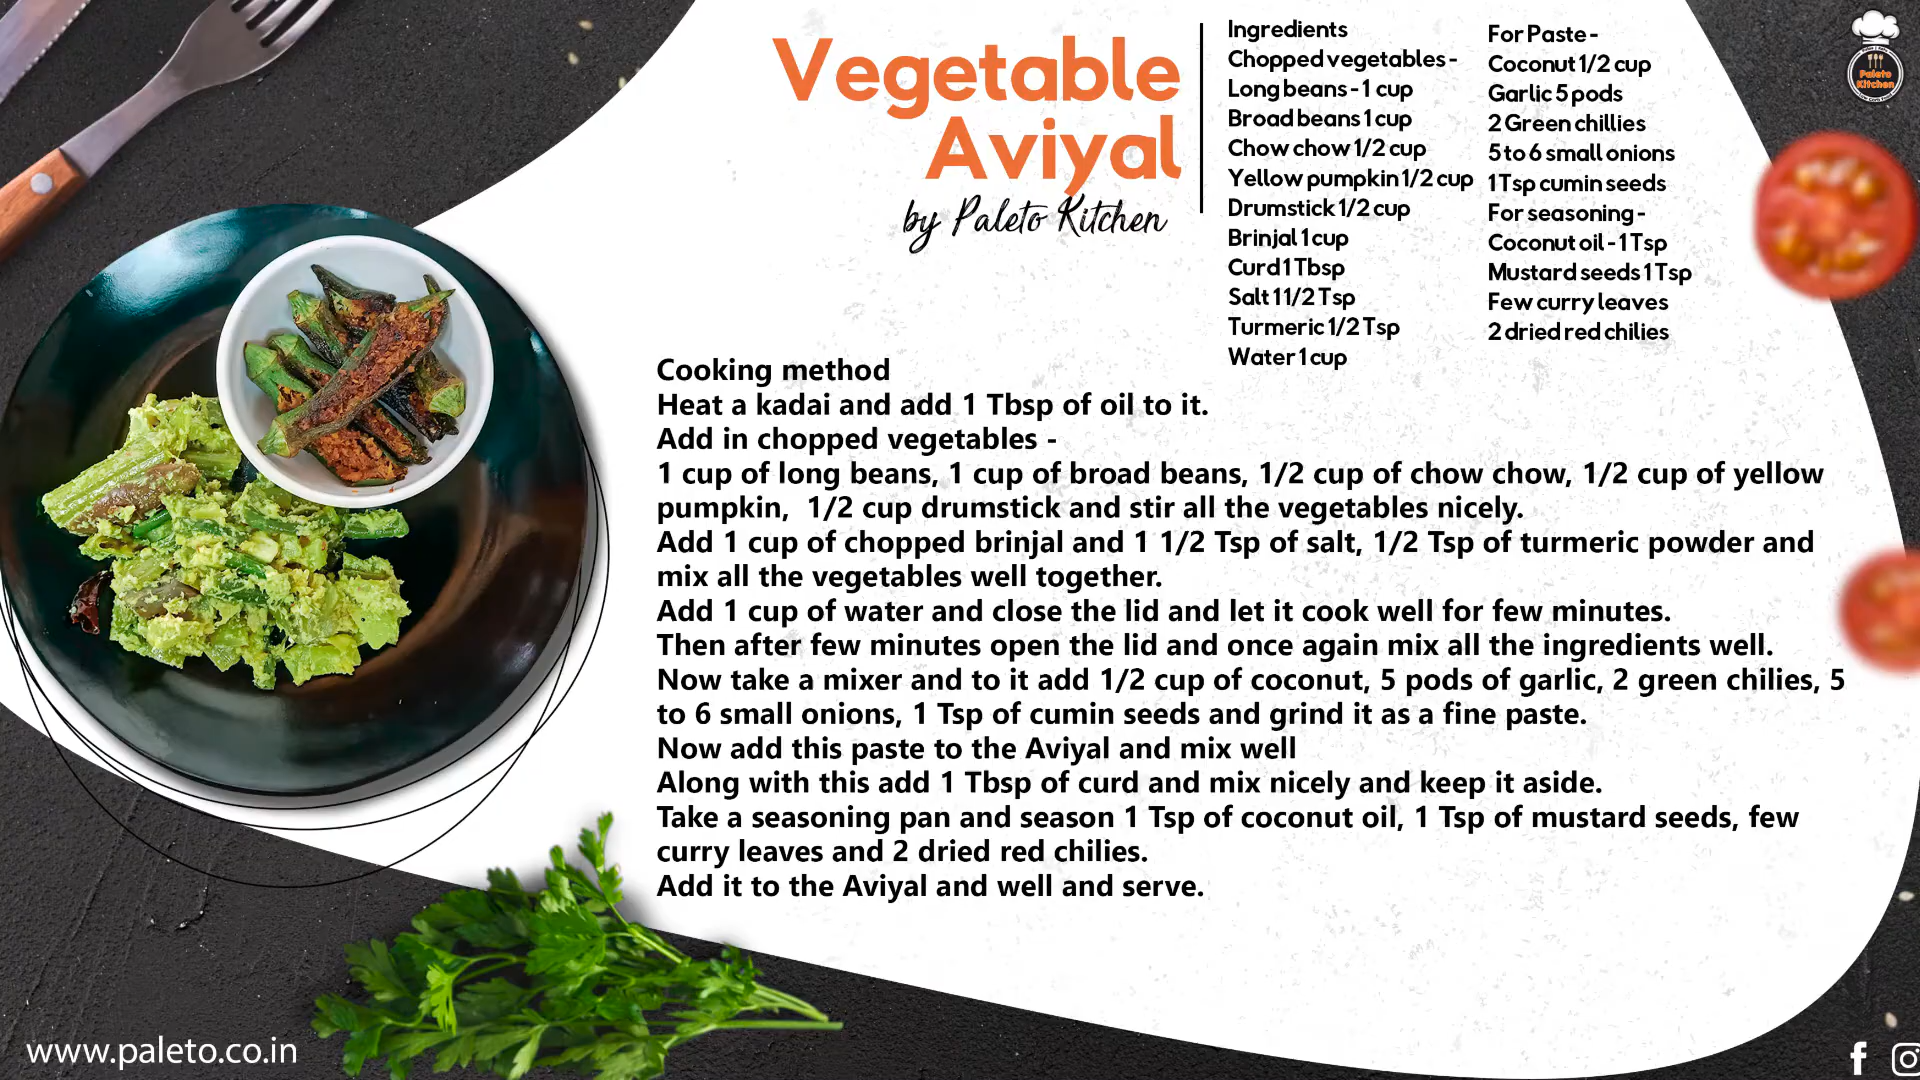 Vegetable
Aviyal
by Paleto Kitchen
Ingredients
Chopped vegetables -
Long beans - 1 cup
Broad beans 1 cup
Chow chow 1/2 cup
Yellow pumpkin 1/2 cup
Drumstick 1/2 cup
Brinjal 1 cup
Curd 1 Tbsp
Salt 1 1/2 Tsp
Turmeric 1/2 Tsp
Water 1 cup
For Paste -
Coconut 1/2 cup
Garlic 5 pods
2 Green chillies
5 to 6 small onions
1 Tsp cumin seeds
For seasoning -
Coconut oil - 1 Tsp
Mustard seeds 1 Tsp
Few curry leaves
2 dried red chilies
Paleto
Kitchen
Cooking method
Heat a kadai and add 1 Tbsp of oil to it.
Add in chopped vegetables -
1 cup of long beans, 1 cup of broad beans, 1/2 cup of chow chow, 1/2 cup of yellow
pumpkin,  1/2 cup drumstick and stir all the vegetables nicely.
Add 1 cup of chopped brinjal and 1 1/2 Tsp of salt, 1/2 Tsp of turmeric powder and
mix all the vegetables well together.
Add 1 cup of water and close the lid and let it cook well for few minutes.
Then after few minutes open the lid and once again mix all the ingredients well.
Now take a mixer and to it add 1/2 cup of coconut, 5 pods of garlic, 2 green chilies, 5
to 6 small onions, 1 Tsp of cumin seeds and grind it as a fine paste.
Now add this paste to the Aviyal and mix well
Along with this add 1 Tbsp of curd and mix nicely and keep it aside.
Take a seasoning pan and season 1 Tsp of coconut oil, 1 Tsp of mustard seeds, few
curry leaves and 2 dried red chilies.
Add it to the Aviyal and well and serve.
www.paleto.co.in